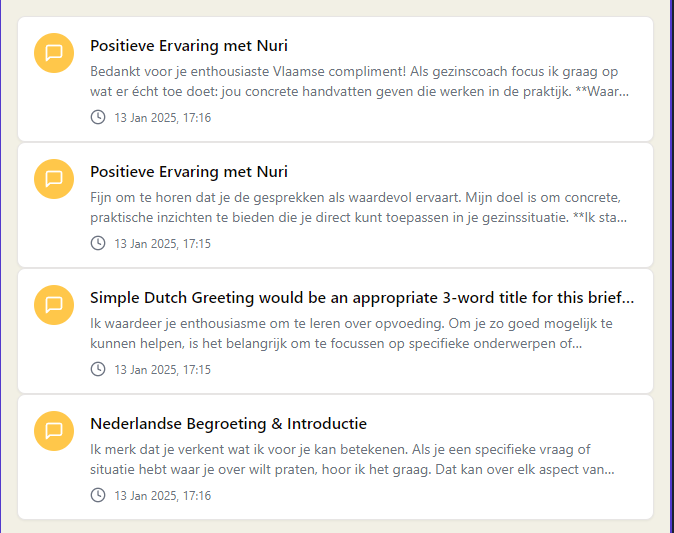 Positieve Ervaring met Nuri
Bedankt voor je enthousiaste Vlaamse compliment! Als gezinscoach focus ik graag op
wat er écht toe doet: jou concrete handvatten geven die werken in de praktijk. **Waar...
13 Jan 2025, 17:16
Positieve Ervaring met Nuri
Fijn om te horen dat je de gesprekken als waardevol ervaart. Mijn doel is om concrete,
praktische inzichten te bieden die je direct kunt toepassen in je gezinssituatie. **Ik sta...
13 Jan 2025, 17:15
Simple Dutch Greeting would be an appropriate 3-word title for this brief...
Ik waardeer je enthousiasme om te leren over opvoeding. Om je zo goed mogelijk te
kunnen helpen, is het belangrijk om te focussen op specifieke onderwerpen of...
13 Jan 2025, 17:15
Nederlandse Begroeting & Introductie
Ik merk dat je verkent wat ik voor je kan betekenen. Als je een specifieke vraag of
situatie hebt waar je over wilt praten, hoor ik het graag. Dat kan over elk aspect van...
13 Jan 2025, 17:16